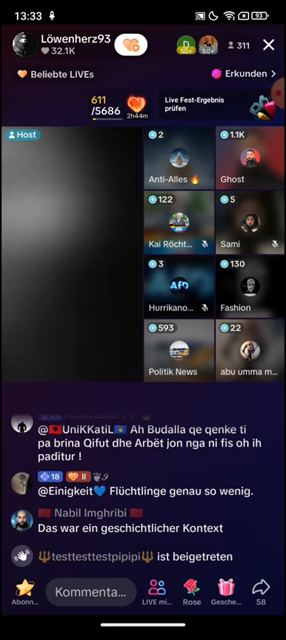 13:33
93
Löwenherz93
32.1K
311
Beliebte LIVEs
Erkunden >
611
/5686
2h44m
Live Fest-Ergebnis
prüfen
Host
2
Anti-Alles
1.1K
Ghost
122
Kai Röcht...
5
Sami
3
AfD
Hurrikano...
130
Fashion
593
Politik News
22
abu umma m...
@UniKKatiL Ah Budalla qe qenke ti
pa brina Qifut dhe Arbët jon nga ni fis oh ih
paditur !
18
II
@Einigkeit Flüchtlinge genau so wenig.
Nabil Imghribi
Das war ein geschichtlicher Kontext
testtesttestpipipi ist beigetreten
Kommenta...
Abonn...
LIVE mi...
Rose
Gesche...
58